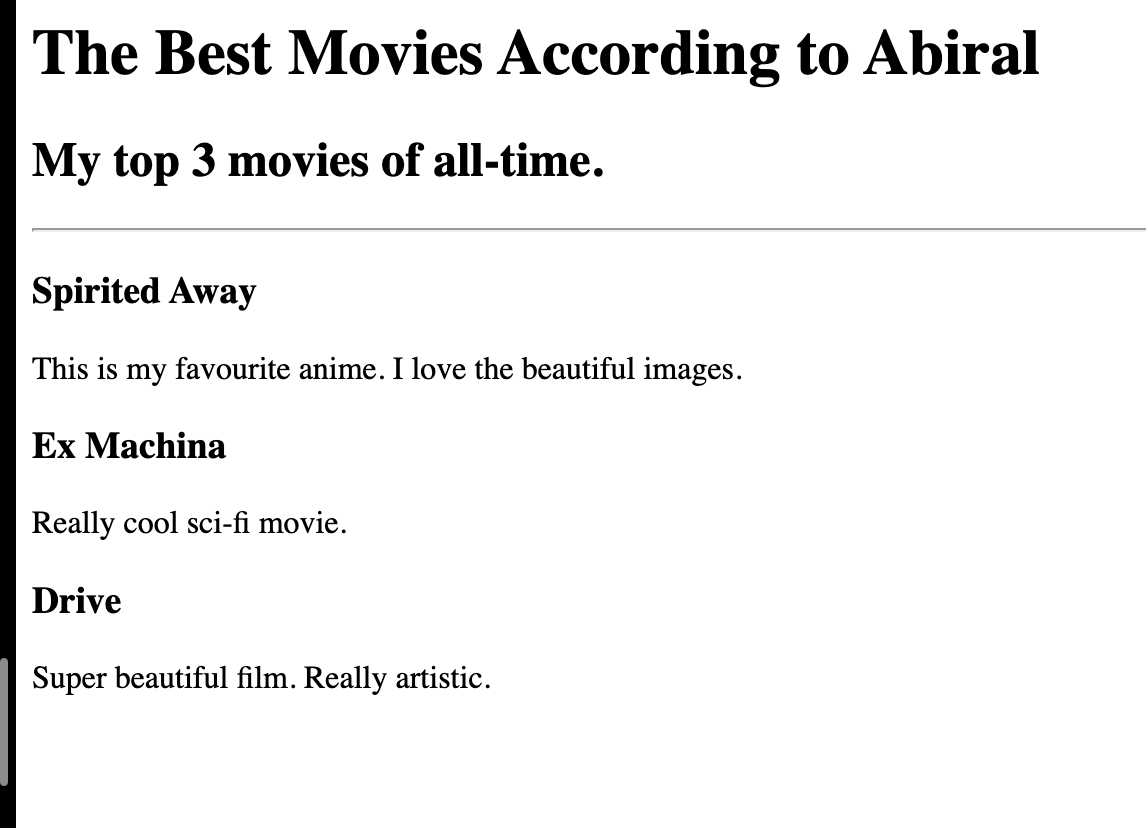 The Best Movies According to Abiral
My top 3 movies of all-time.
Spirited Away
This is my favourite anime. I love the beautiful images.
Ex Machina
Really cool sci-fi movie.
Drive
Super beautiful film. Really artistic.